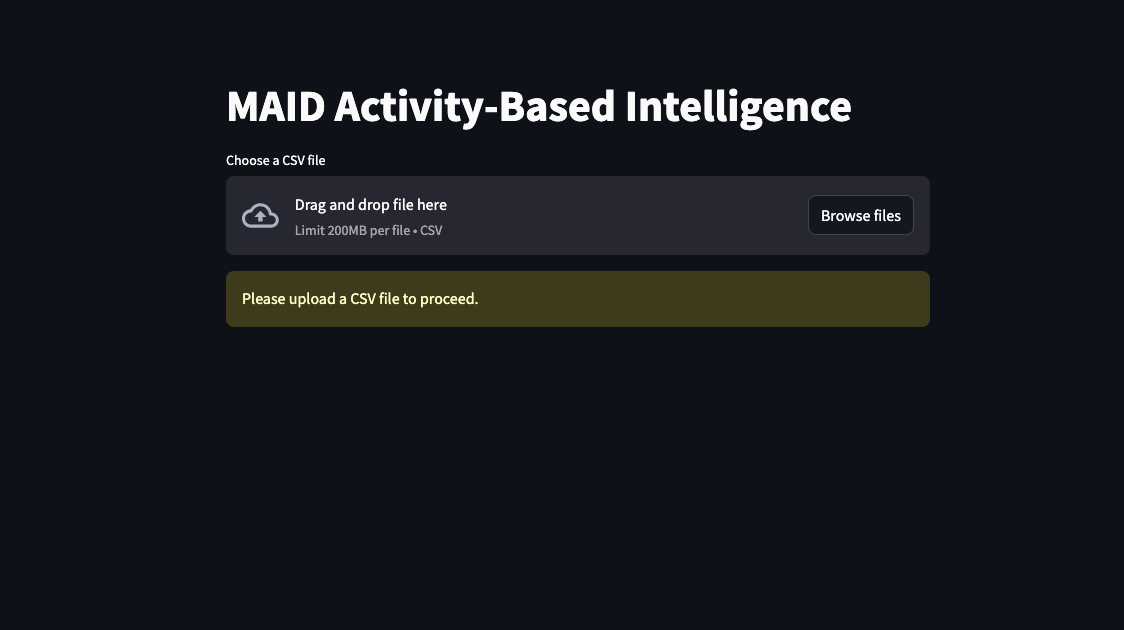 MAID Activity-Based Intelligence
Choose a CSV file
Drag and drop file here
Limit 200MB per file • CSV
Browse files
Please upload a CSV file to proceed.